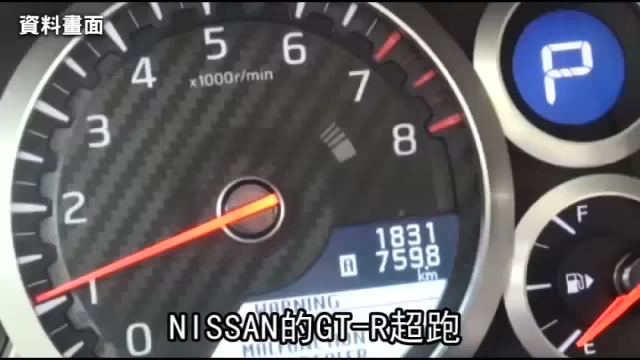 資料畫面
0
1
2
3
4
5
6
7
8
x1000r/min
P
F
E
1831
A 7598 km
WARNING
NISSAN的GT-R超跑
MALFUNCTION